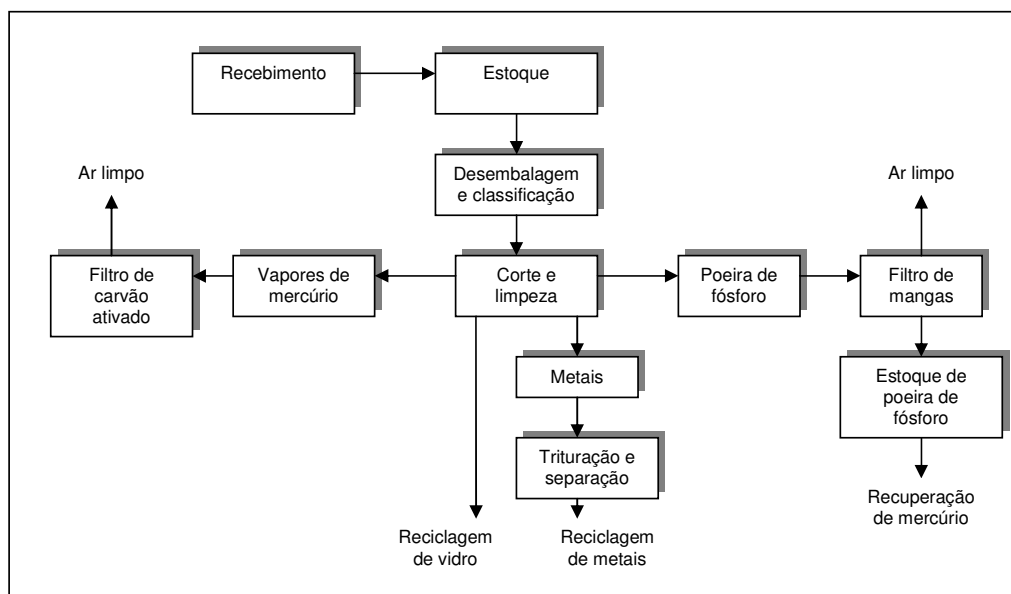 Recebimento
Estoque
Desembalagem
e classificação
Ar limpo
Ar limpo
Filtro de
carvão
ativado
Vapores de
mercúrio
Corte e
limpeza
Poeira de
fósforo
Filtro de
mangas
Metais
Estoque de
poeira de
fósforo
Trituração e
separação
Recuperação
de mercúrio
Reciclagem
de vidro
Reciclagem
de metais